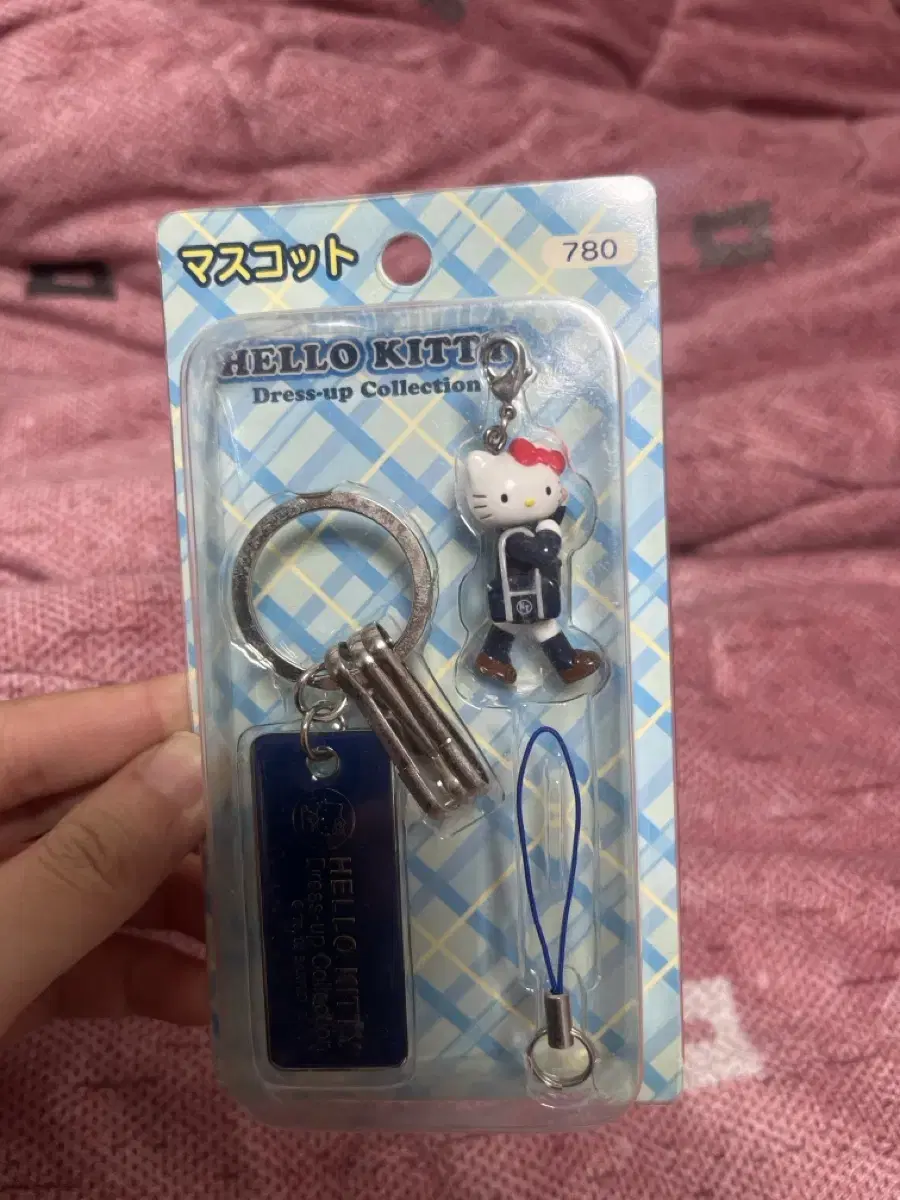 マスコット
780
HELLO KITTY
Dress-up Collection
HELLO KITTY
Dress-up Collection